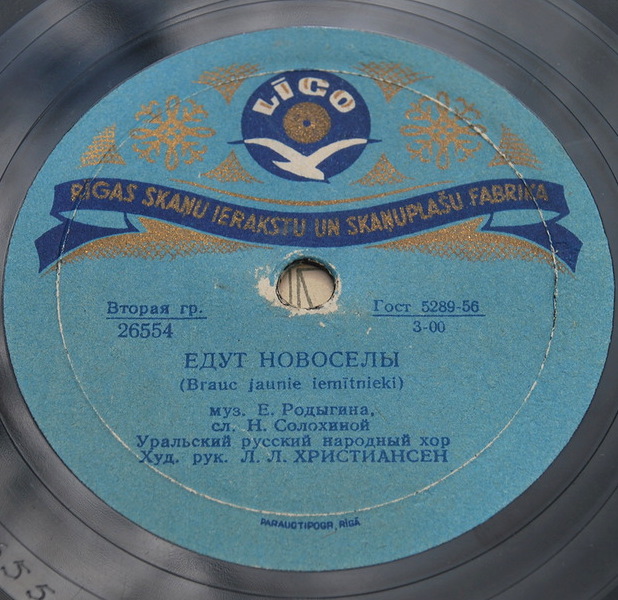 LĪGO
RĪGAS SKAŅU IERAKSTU UN SKAŅUPLAŠU FABRIKA
Вторая гр.
26554
Гост 5289-56
3-00
ЕДУТ НОВОСЕЛЫ
(Brauc jaunie iemītnieki)
муз. Е. Родыгина,
сл. Н. Солохиной
Уральский русский народный хор
Худ. рук. Л. Л. ХРИСТИАНСЕН
PARAUGTIPOGR, RĪGĀ